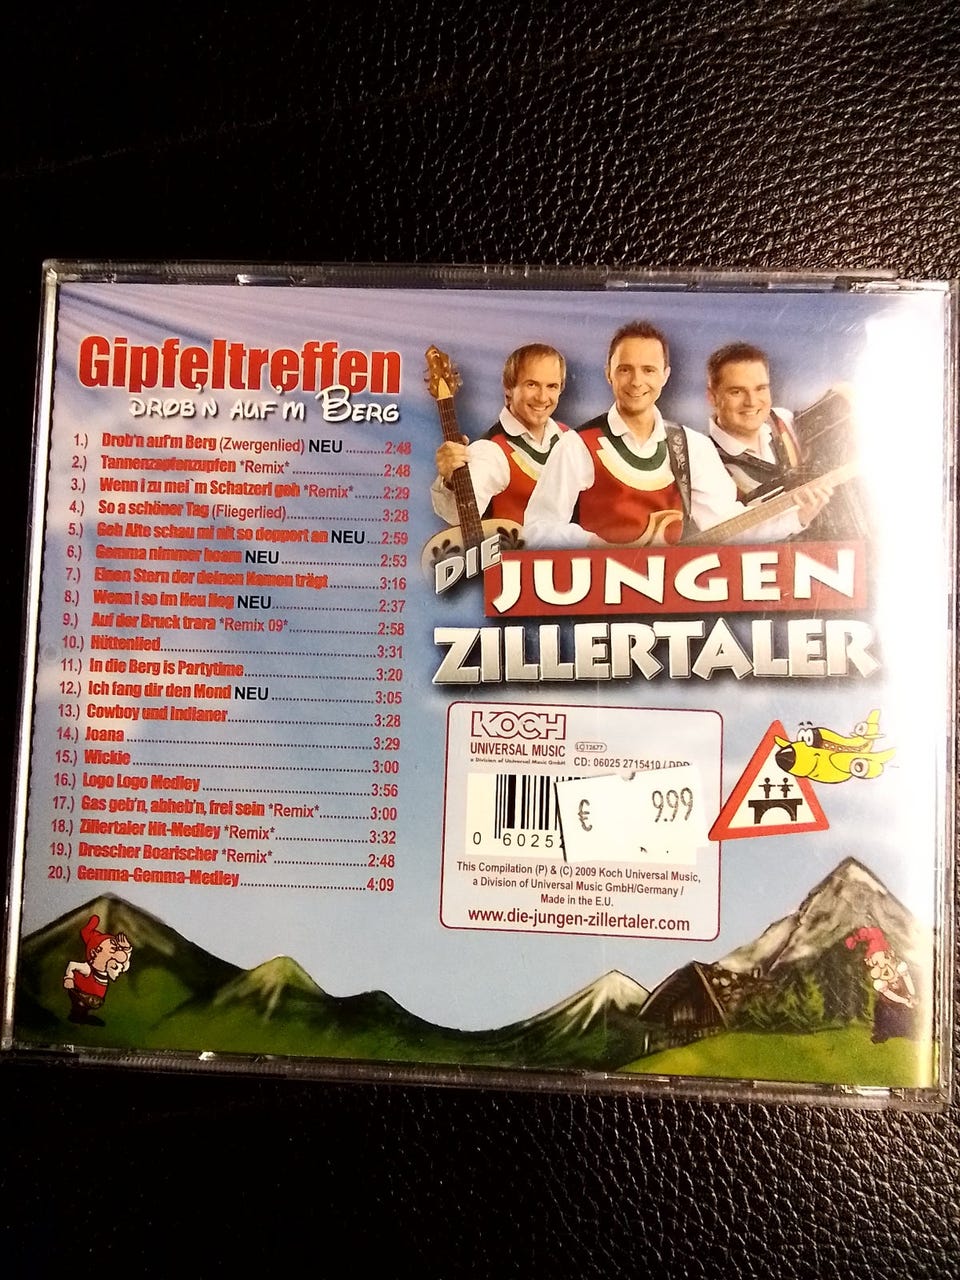 Gipfeltreffen
DROB'N AUF'M BERG
1.) Drob'n auf'm Berg (Zwergenlied) NEU ..........2:48
2.) Tannenzapfenzupfen *Remix*..............................2:48
3.) Wenn i zu mei`m Schatzerl geh *Remix*.......2:29
4.) So a schöner Tag (Fliegerlied)........................3:28
5.) Geh Alte schau mi nit so deppert an NEU....2:59
6.) Gemma nimmer hoam NEU..........................2:53
7.) Einen Stern der deinen Namen trägt.............3:16
8.) Wenn i so im Heu lieg NEU...........................2:37
9.) Auf der Bruck trara *Remix 09*......................2:58
10.) Hüttenlied......................................................3:31
11.) In die Berg is Partytime.................................3:20
12.) Ich fang dir den Mond NEU..........................3:05
13.) Cowboy und Indianer.....................................3:28
14.) Joana..............................................................3:29
15.) Wickie.............................................................3:00
16.) Logo Logo Medley...........................................3:56
17.) Gas geb'n, abheb'n, frei sein *Remix*............3:00
18.) Zillertaler Hit-Medley *Remix*.......................3:32
19.) Drescher Boarischer *Remix*........................2:48
20.) Gemma-Gemma-Medley................................4:09
DIE
JUNGEN
ZILLERTALER
KOCH
UNIVERSAL MUSIC
a Division of Universal Music GmbH
LC 12677
CD: 06025 2715410 / DDD
€ 9.99
0 6025
This Compilation (P) & (C) 2009 Koch Universal Music,
a Division of Universal Music GmbH/Germany /
Made in the E.U.
www.die-jungen-zillertaler.com